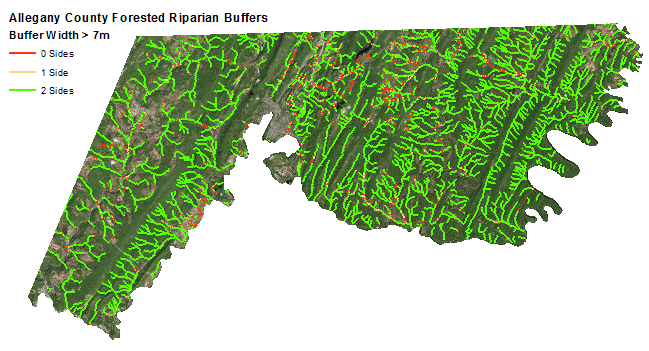 Allegany County Forested Riparian Buffers
Buffer Width > 7m
0 Sides
1 Side
2 Sides